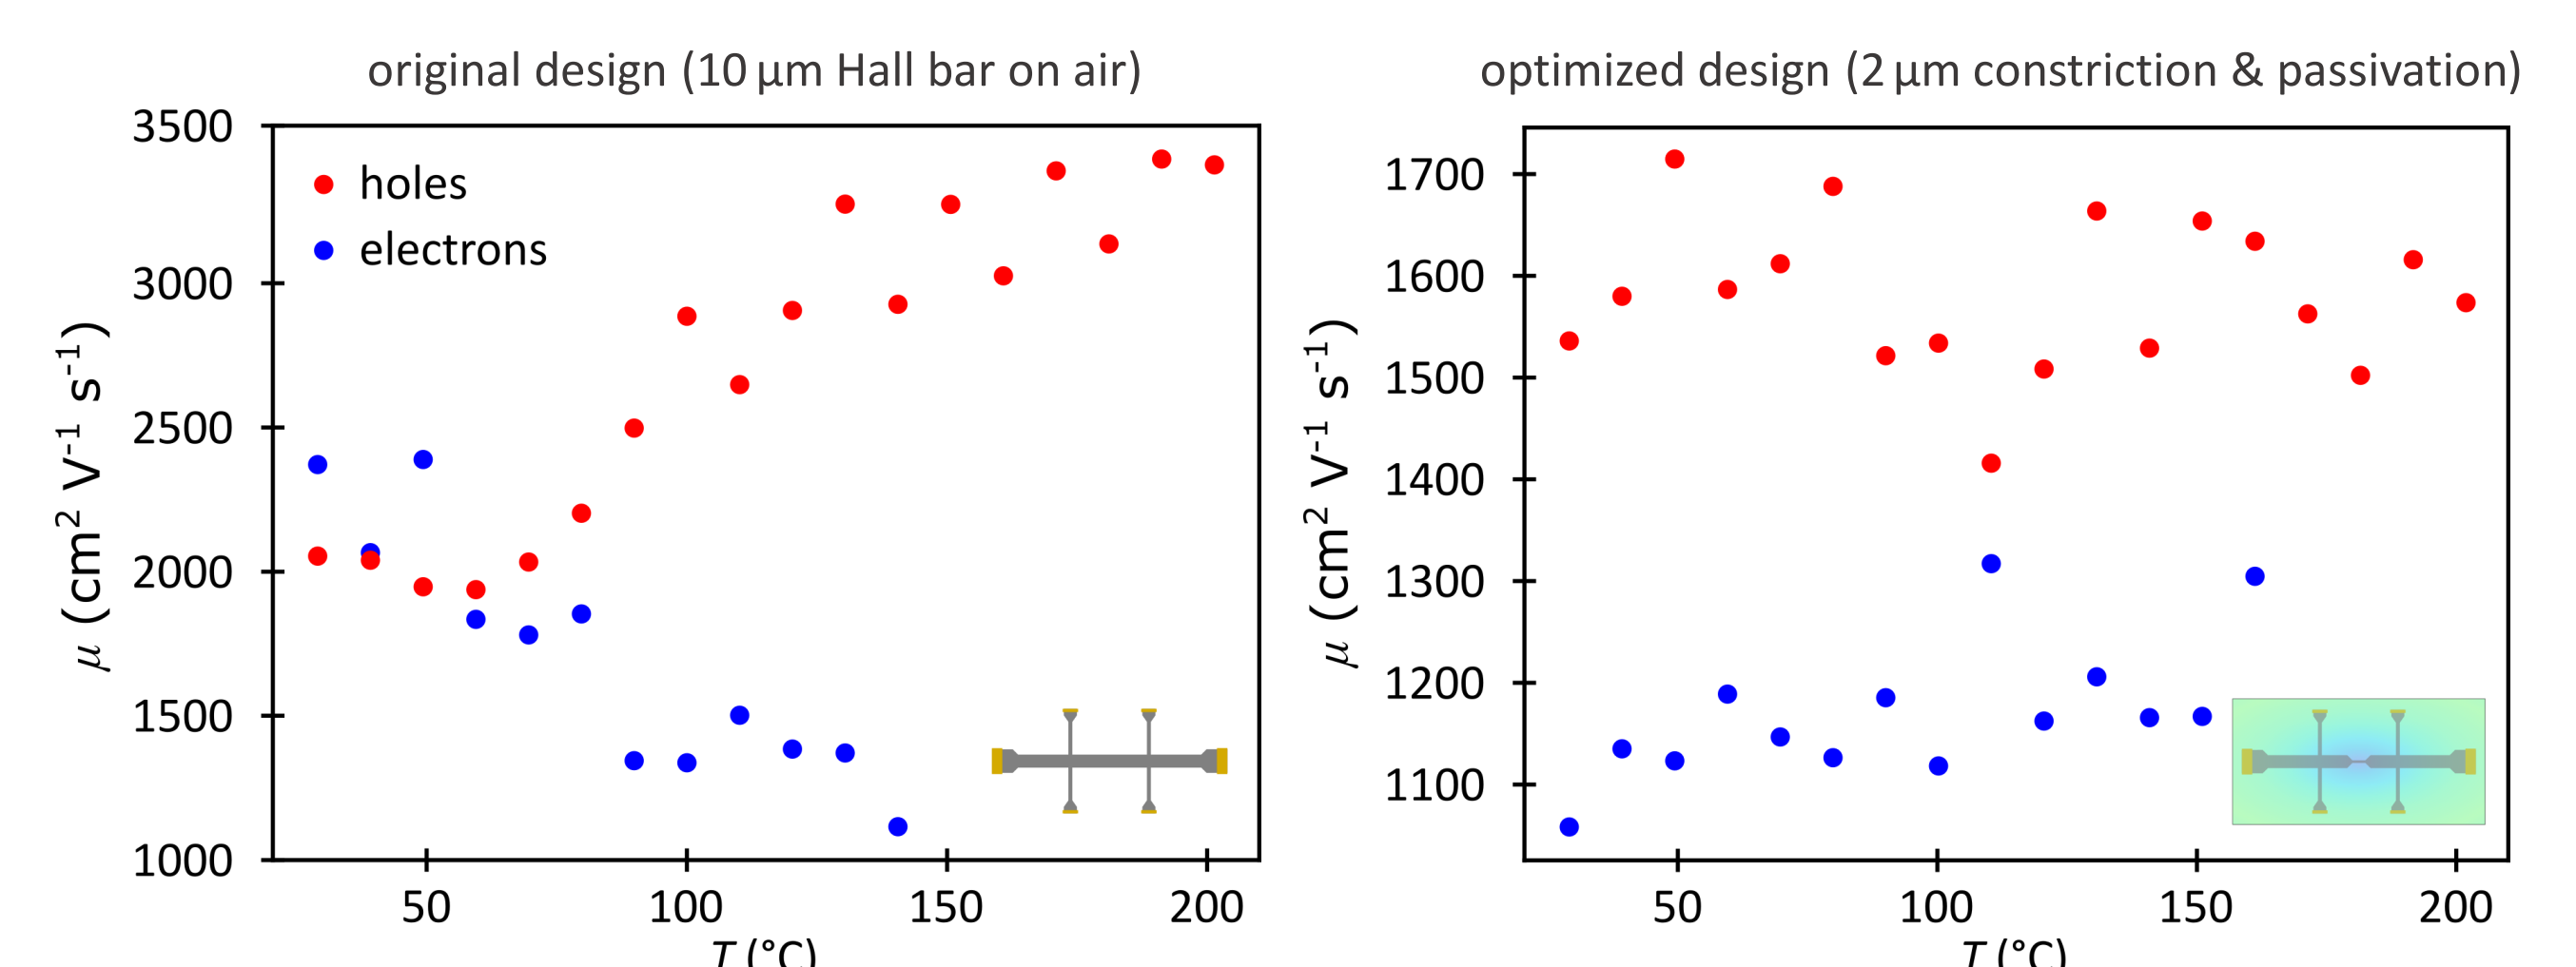 original design (10 µm Hall bar on air)
3500
3000
2500
2000
1500
1000
holes
electrons
μ (cm² V⁻¹ s⁻¹)
50 100 150 200
T (°C)
optimized design (2 µm constriction & passivation)
1700
1600
1500
1400
1300
1200
1100
μ (cm² V⁻¹ s⁻¹)
50 100 150 200
T (°C)